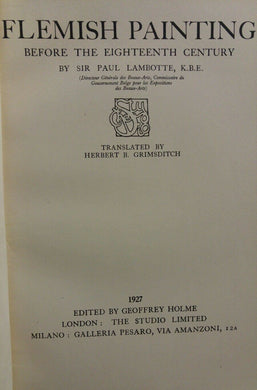 FLEMISH PAINTING
BEFORE THE EIGHTEENTH CENTURY
BY SIR PAUL LAMBOTTE, K.B.E.
(Directeur Générale des Beaux-Arts, Commissaire du
Gouvernement Belge pour les Expositions
des Beaux-Arts)
TRANSLATED BY
HERBERT B. GRIMSDITCH
1927
EDITED BY GEOFFREY HOLME
LONDON: THE STUDIO LIMITED
MILANO: GALLERIA PESARO, VIA AMANZONI, 12A